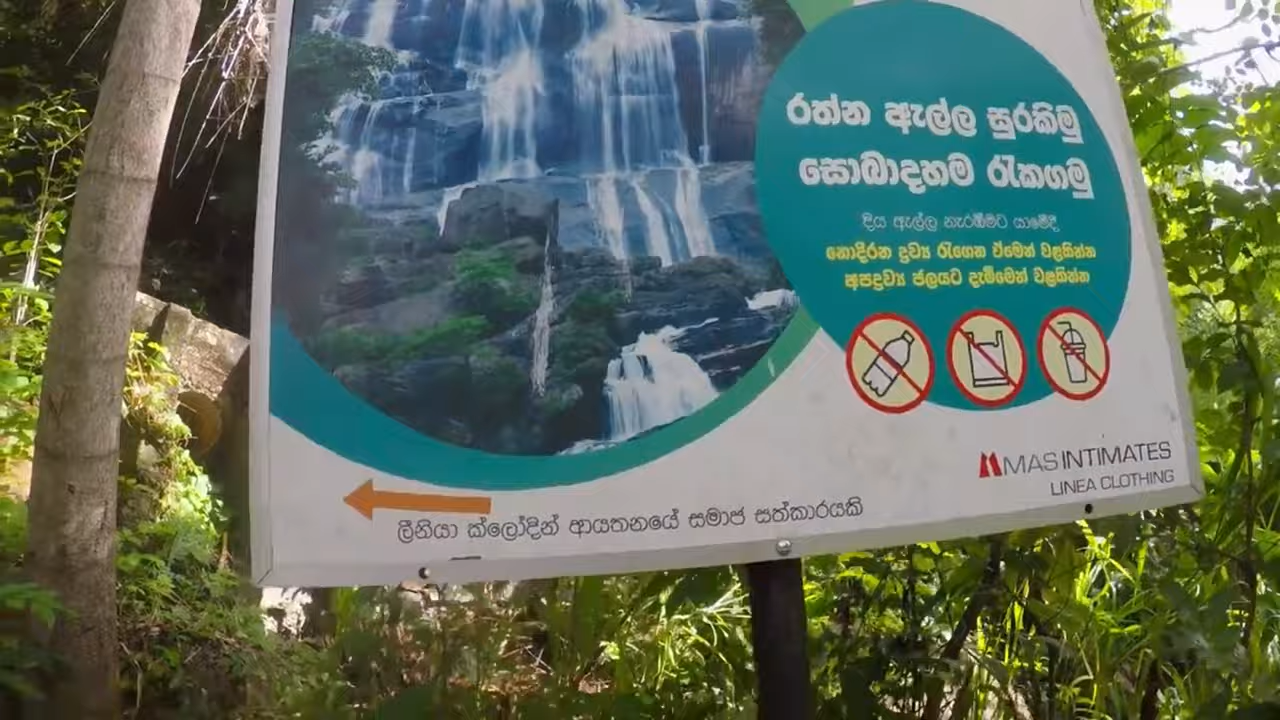 රත්න ඇල්ල සුරකිමු
සොබාදහම රැකගමු
දිය ඇල්ල නැරඹීමට යාමේදී
නොදිරන ද්‍රව්‍ය රැගෙන ඒමෙන් වළකින්න
අපද්‍රව්‍ය ජලයට දැමීමෙන් වළකින්න
MAS INTIMATES
LINEA CLOTHING
ලීනියා ක්ලෝදින් ආයතනයේ සමාජ සත්කාරයකි